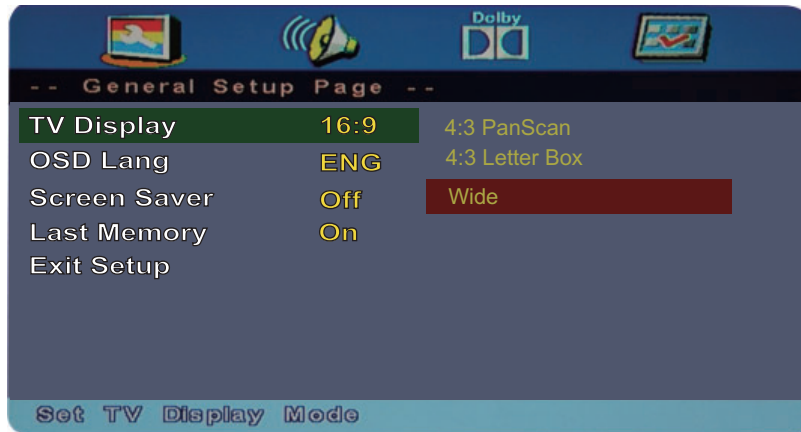 Dolby
-- General Setup Page --
TV Display 16:9 4:3 PanScan
OSD Lang ENG 4:3 Letter Box
Screen Saver Off Wide
Last Memory On
Exit Setup
Set TV Display Mode